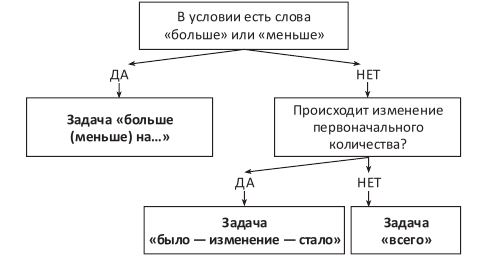 В условии есть слова
«больше» или «меньше»
ДА
НЕТ
Задача «больше
(меньше) на...»
Происходит изменение
первоначального
количества?
ДА
НЕТ
Задача
«было — изменение — стало»
Задача
«всего»